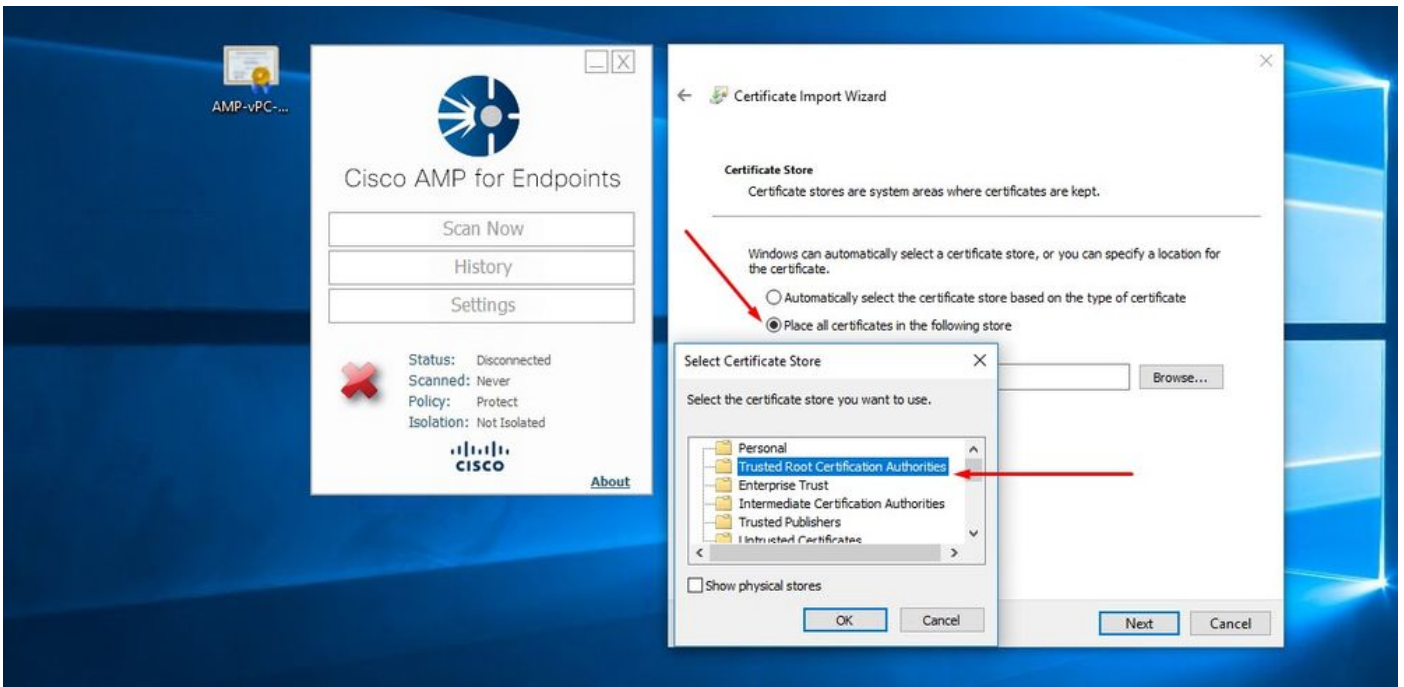 AMP-vPC-...
Cisco AMP for Endpoints
Scan Now
History
Settings
Status: Disconnected
Scanned: Never
Policy: Protect
Isolation: Not Isolated
CISCO
About
Certificate Import Wizard
Certificate Store
Certificate stores are system areas where certificates are kept.
Windows can automatically select a certificate store, or you can specify a location for
the certificate.
Automatically select the certificate store based on the type of certificate
Place all certificates in the following store
Browse...
Select Certificate Store
Select the certificate store you want to use.
Personal
Trusted Root Certification Authorities
Enterprise Trust
Intermediate Certification Authorities
Trusted Publishers
Untrusted Certificates
Show physical stores
OK Cancel
Next Cancel